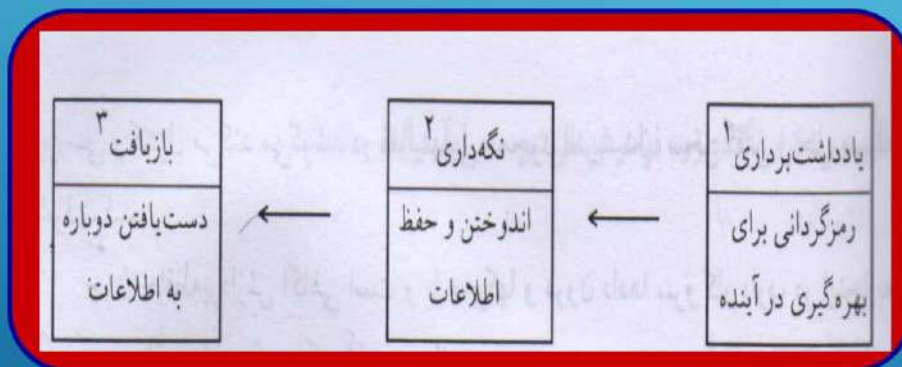 ۱
یادداشت‌برداری
رمزگردانی برای
بهره‌گیری در آینده
۲
نگه‌داری
اندوختن و حفظ
اطلاعات
۳
بازیافت
دست‌یافتن دوباره
به اطلاعات